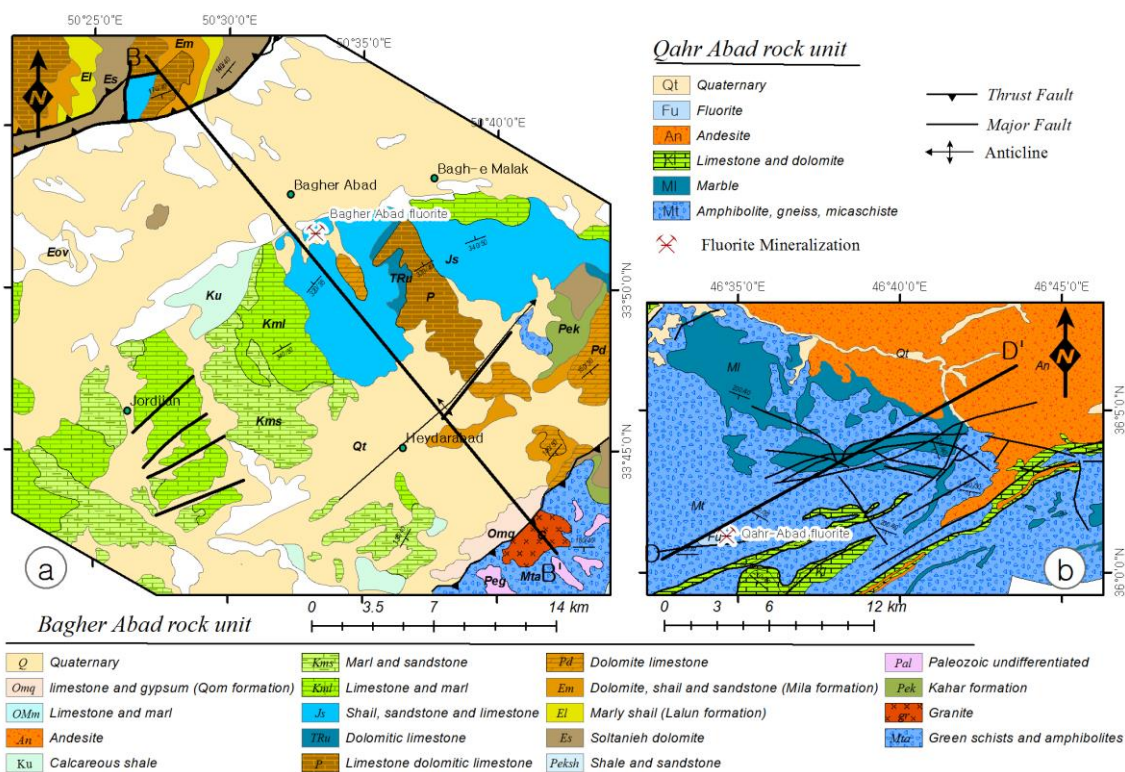 50°25'0"E
50°30'0"E
50°35'0"E
50°40'0"E
33°50'0"N
33°45'0"N
N
B
Em
El
Es
Bagh-e Malak
Bagher Abad
Bagher Abad fluorite
Eov
Js
TRu
Ku
P
Kml
Pek
Pd
Jordjian
Kms
Heydarabad
Qt
Omq
gr
Mta
B'
Peg
a
0 3.5 7 14 km
Qahr Abad rock unit
Qt Quaternary
Fu Fluorite
An Andesite
Kl Limestone and dolomite
Ml Marble
Mt Amphibolite, gneiss, micaschiste
Fluorite Mineralization
Thrust Fault
Major Fault
Anticline
46°35'0"E
46°40'0"E
46°45'0"E
36°5'0"N
36°0'0"N
N
Qt
D'
An
Ml
Mt
Fu
Qahr-Abad fluorite
D
b
0 3 6 12 km
Bagher Abad rock unit
Q Quaternary
Omq limestone and gypsum (Qom formation)
OMm Limestone and marl
An Andesite
Ku Calcareous shale
Kms Marl and sandstone
Kml Limestone and marl
Js Shail, sandstone and limestone
TRu Dolomitic limestone
P Limestone dolomitic limestone
Pd Dolomite limestone
Em Dolomite, shail and sandstone (Mila formation)
El Marly shail (Lalun formation)
Es Soltanieh dolomite
Peksh Shale and sandstone
Pal Paleozoic undifferentiated
Pek Kahar formation
gr Granite
Mta Green schists and amphibolites